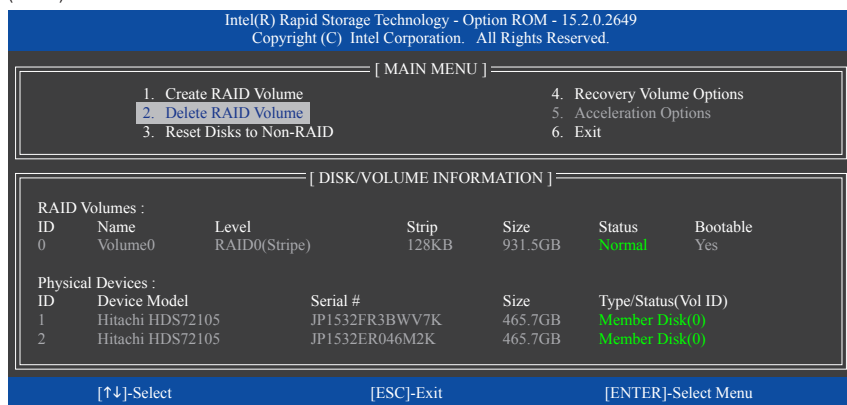 Intel(R) Rapid Storage Technology - Option ROM - 15.2.0.2649
Copyright (C) Intel Corporation. All Rights Reserved.
[ MAIN MENU ]
1. Create RAID Volume
2. Delete RAID Volume
3. Reset Disks to Non-RAID
4. Recovery Volume Options
5. Acceleration Options
6. Exit
[ DISK/VOLUME INFORMATION ]
RAID Volumes :
ID Name Level Strip Size Status Bootable
0 Volume0 RAID0(Stripe) 128KB 931.5GB Normal Yes
Physical Devices :
ID Device Model Serial # Size Type/Status(Vol ID)
1 Hitachi HDS72105 JP1532FR3BWV7K 465.7GB Member Disk(0)
2 Hitachi HDS72105 JP1532ER046M2K 465.7GB Member Disk(0)
[↑↓]-Select [ESC]-Exit [ENTER]-Select Menu